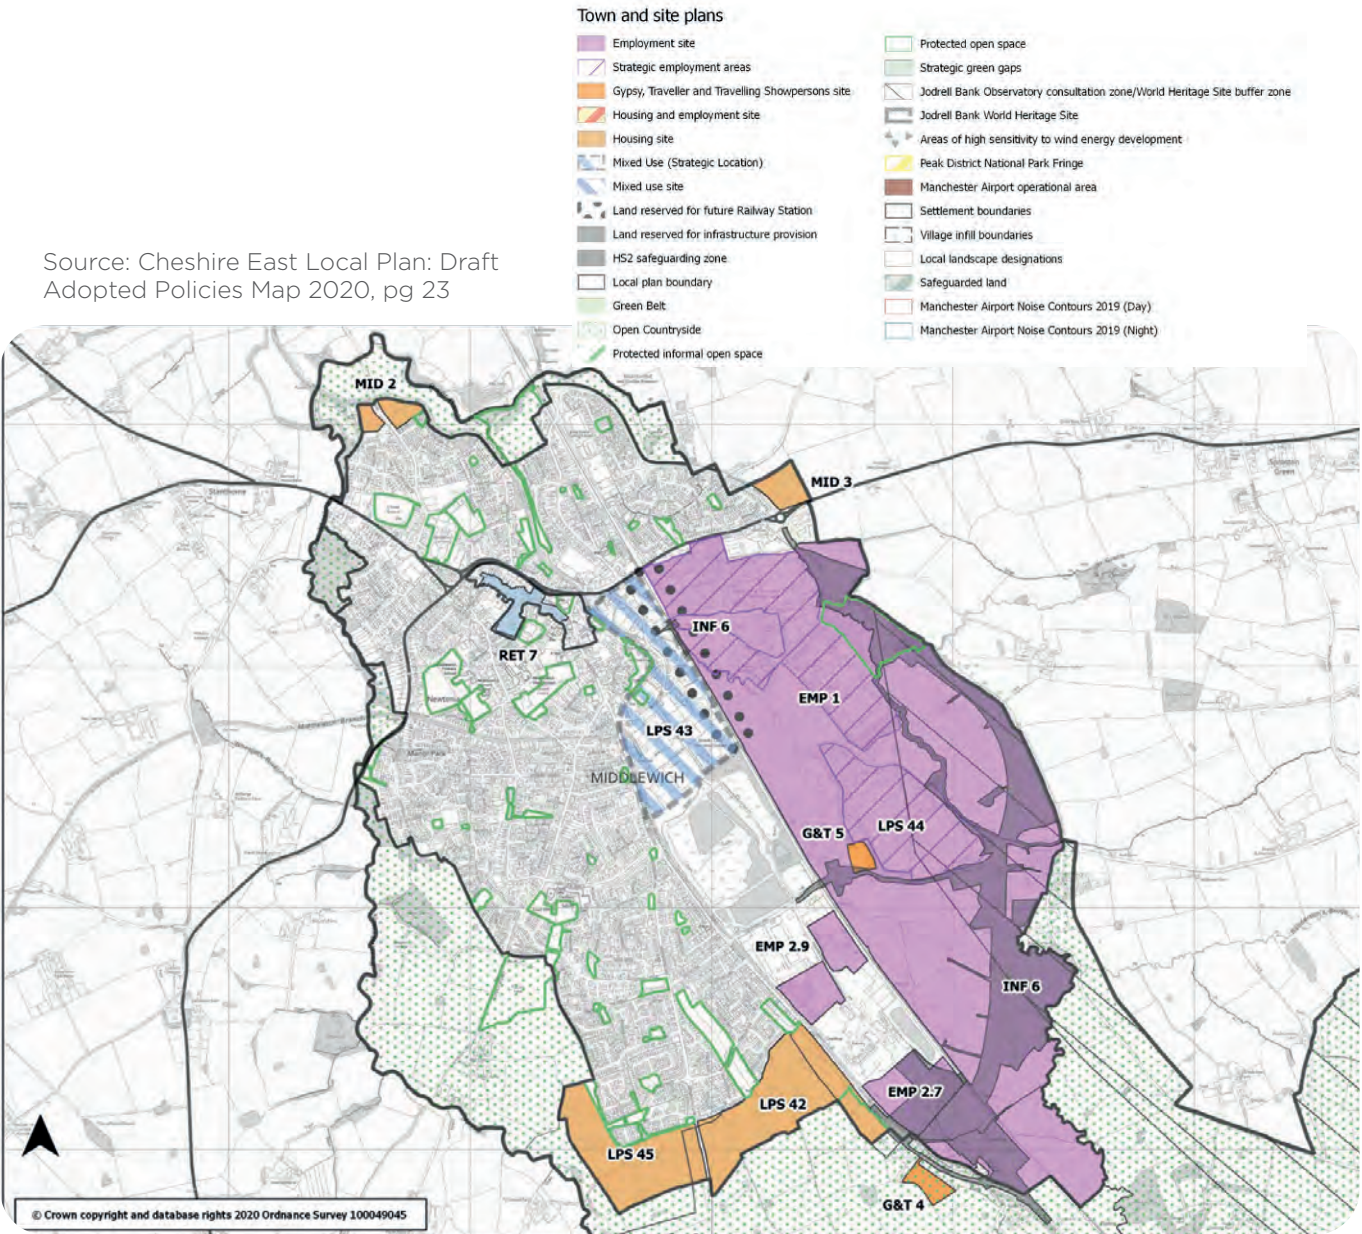 Town and site plans
Employment site
Strategic employment areas
Gypsy, Traveller and Travelling Showpersons site
Housing and employment site
Housing site
Mixed Use (Strategic Location)
Mixed use site
Land reserved for future Railway Station
Land reserved for infrastructure provision
HS2 safeguarding zone
Local plan boundary
Green Belt
Open Countryside
Protected informal open space
Protected open space
Strategic green gaps
Jodrell Bank Observatory consultation zone/World Heritage Site buffer zone
Jodrell Bank World Heritage Site
Areas of high sensitivity to wind energy development
Peak District National Park Fringe
Manchester Airport operational area
Settlement boundaries
Village infill boundaries
Local landscape designations
Safeguarded land
Manchester Airport Noise Contours 2019 (Day)
Manchester Airport Noise Contours 2019 (Night)
Source: Cheshire East Local Plan: Draft
Adopted Policies Map 2020, pg 23
MID 2
MID 3
Stanthorne
Green
INF 6
RET 7
EMP 1
LPS 43
MIDDLEWICH
G&T 5
LPS 44
EMP 2.9
INF 6
EMP 2.7
LPS 42
LPS 45
G&T 4
© Crown copyright and database rights 2020 Ordnance Survey 100049045